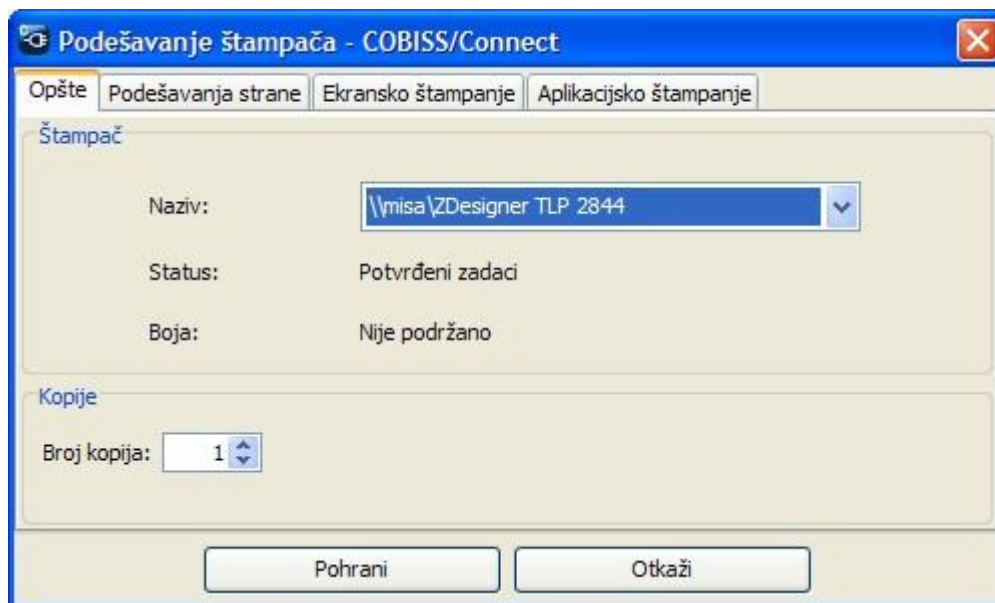 Podešavanje štampača - COBISS/Connect
Opšte Podešavanja strane Ekransko štampanje Aplikacijsko štampanje
Štampač
Naziv: \\misa\ZDesigner TLP 2844
Status: Potvrđeni zadaci
Boja: Nije podržano
Kopije
Broj kopija: 1
Pohrani Otkaži